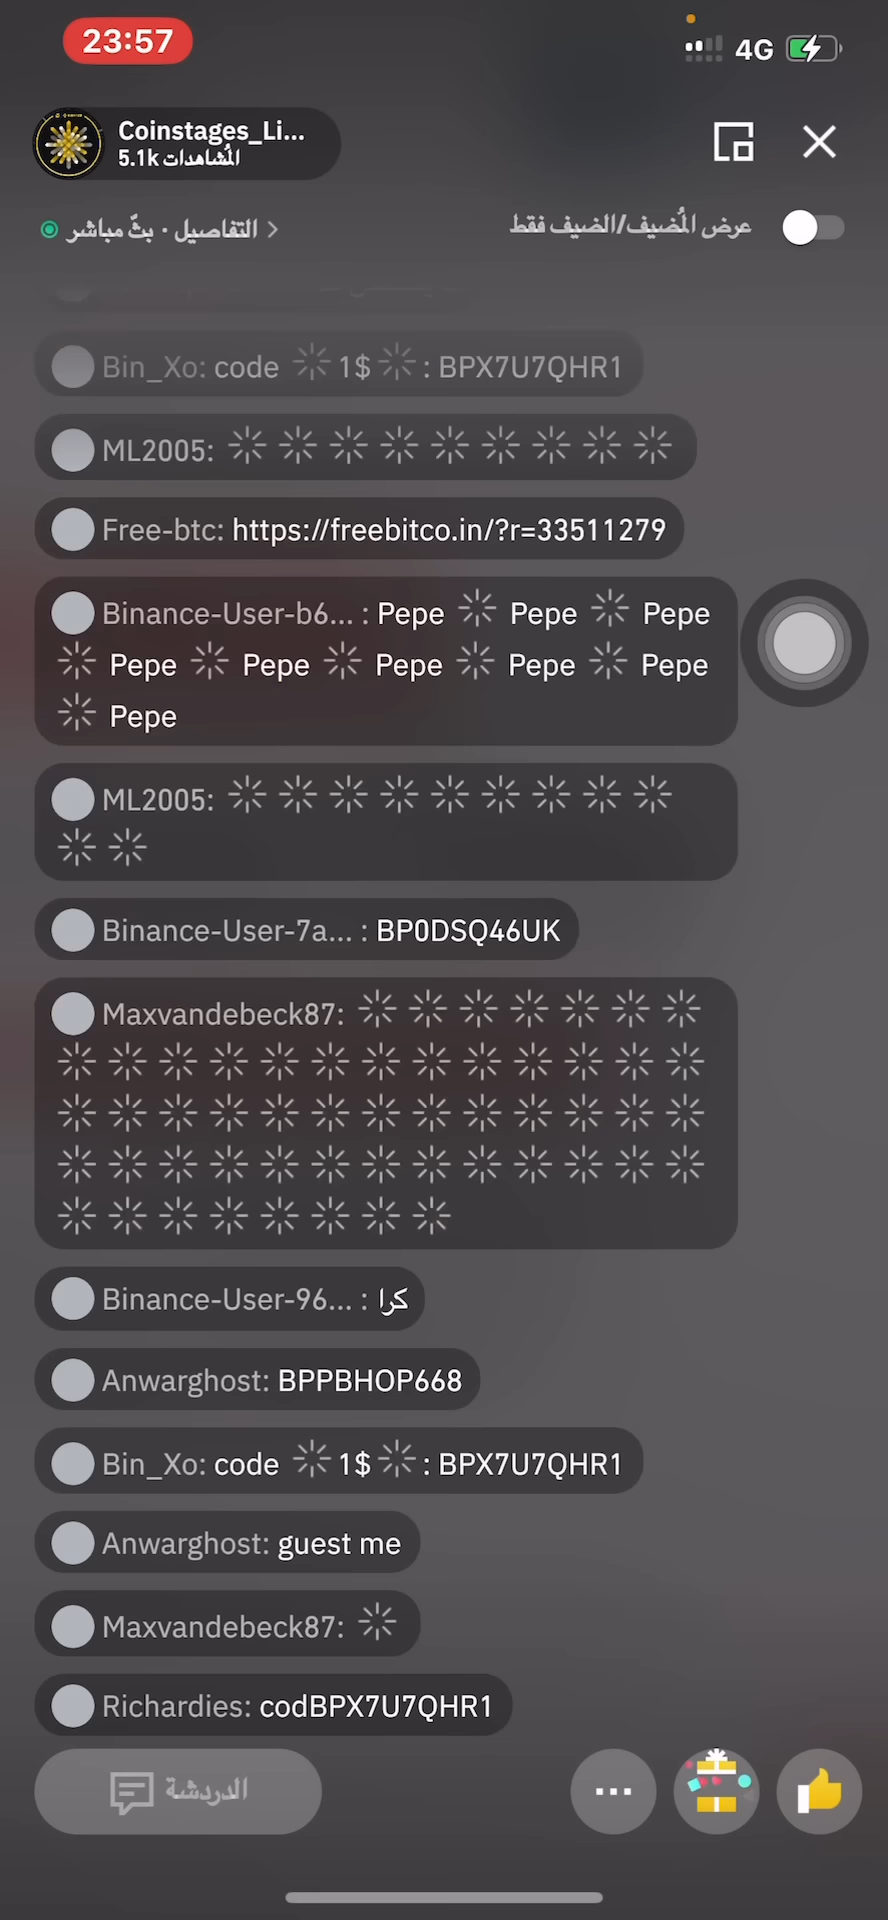 23:57
4G
Coinstages_Li...
5.1k المُشاهدات
التفاصيل · بثّ مباشر
عرض المُضيف/الضيف فقط
Bin_Xo: code 1$ : BPX7U7QHR1
ML2005:
Free-btc: https://freebitco.in/?r=33511279
Binance-User-b6... : Pepe Pepe Pepe
Pepe Pepe Pepe Pepe Pepe
Pepe
ML2005:
Binance-User-7a... : BP0DSQ46UK
Maxvandebeck87:
Binance-User-96... : كرا
Anwarghost: BPPBHOP668
Bin_Xo: code 1$ : BPX7U7QHR1
Anwarghost: guest me
Maxvandebeck87:
Richardies: codBPX7U7QHR1
الدردشة